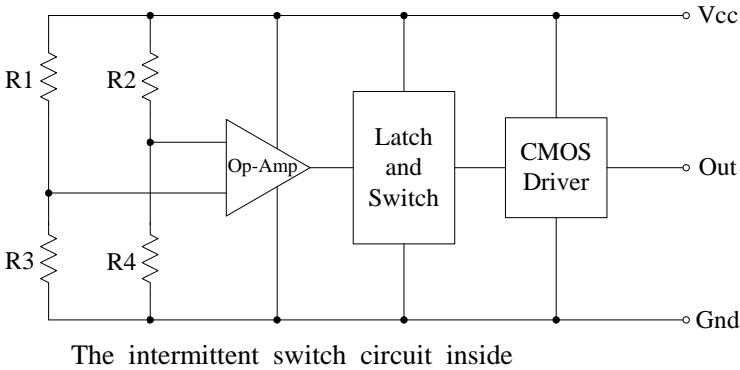 Vcc
R1
R2
Op-Amp
Latch
and
Switch
CMOS
Driver
Out
R3
R4
Gnd
The intermittent switch circuit inside